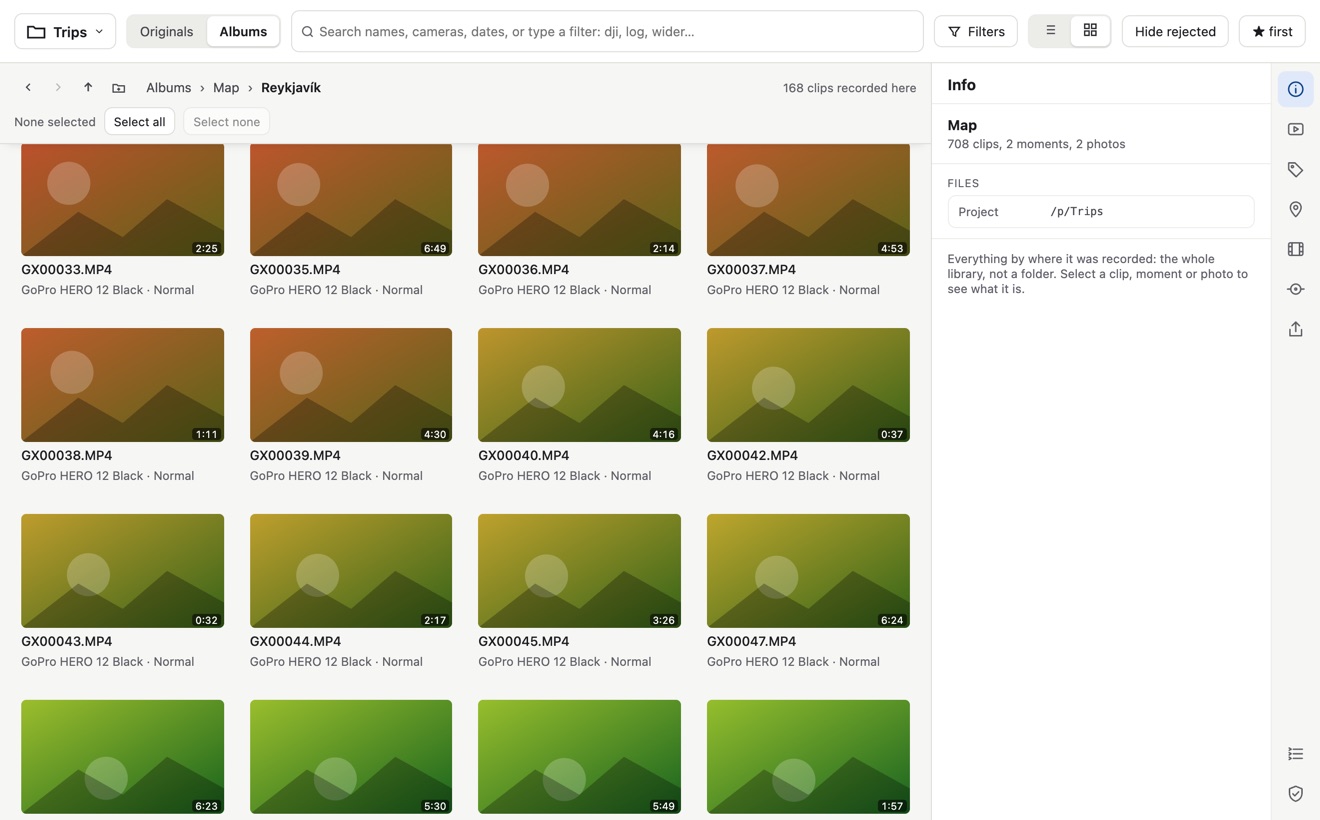 Trips
Originals
Albums
Search names, cameras, dates, or type a filter: dji, log, wider...
Filters
Hide rejected
★ first
Albums › Map › Reykjavík
168 clips recorded here
None selected
Select all
Select none
2:25
6:49
2:14
4:53
GX00033.MP4
GX00035.MP4
GX00036.MP4
GX00037.MP4
GoPro HERO 12 Black · Normal
GoPro HERO 12 Black · Normal
GoPro HERO 12 Black · Normal
GoPro HERO 12 Black · Normal
1:11
4:30
4:16
0:37
GX00038.MP4
GX00039.MP4
GX00040.MP4
GX00042.MP4
GoPro HERO 12 Black · Normal
GoPro HERO 12 Black · Normal
GoPro HERO 12 Black · Normal
GoPro HERO 12 Black · Normal
0:32
2:17
3:26
6:24
GX00043.MP4
GX00044.MP4
GX00045.MP4
GX00047.MP4
GoPro HERO 12 Black · Normal
GoPro HERO 12 Black · Normal
GoPro HERO 12 Black · Normal
GoPro HERO 12 Black · Normal
6:23
5:30
5:49
1:57
Info
Map
708 clips, 2 moments, 2 photos
FILES
Project /p/Trips
Everything by where it was recorded: the whole
library, not a folder. Select a clip, moment or photo to
see what it is.